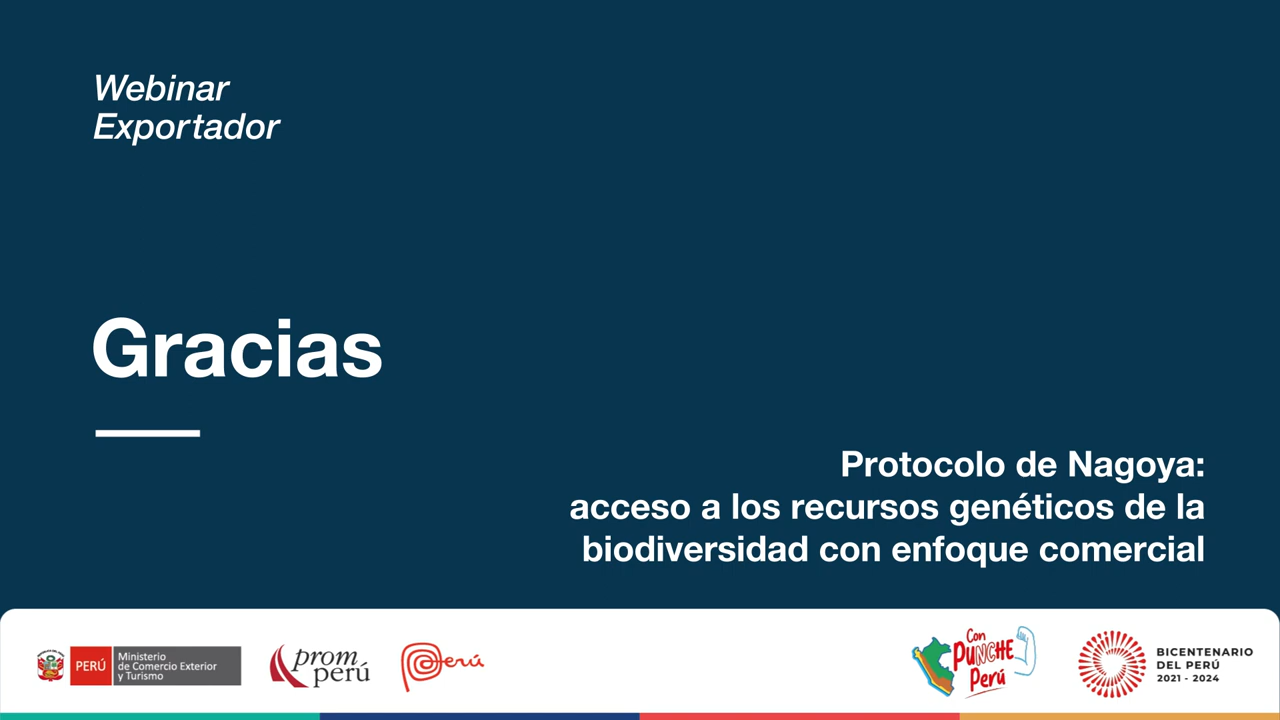 Webinar
Exportador
Gracias
Protocolo de Nagoya:
acceso a los recursos genéticos de la
biodiversidad con enfoque comercial
PERÚ
Ministerio
de Comercio Exterior
y Turismo
prom
perú
Perú
Con
PUNCHE
Perú
BICENTENARIO
DEL PERÚ
2021 - 2024